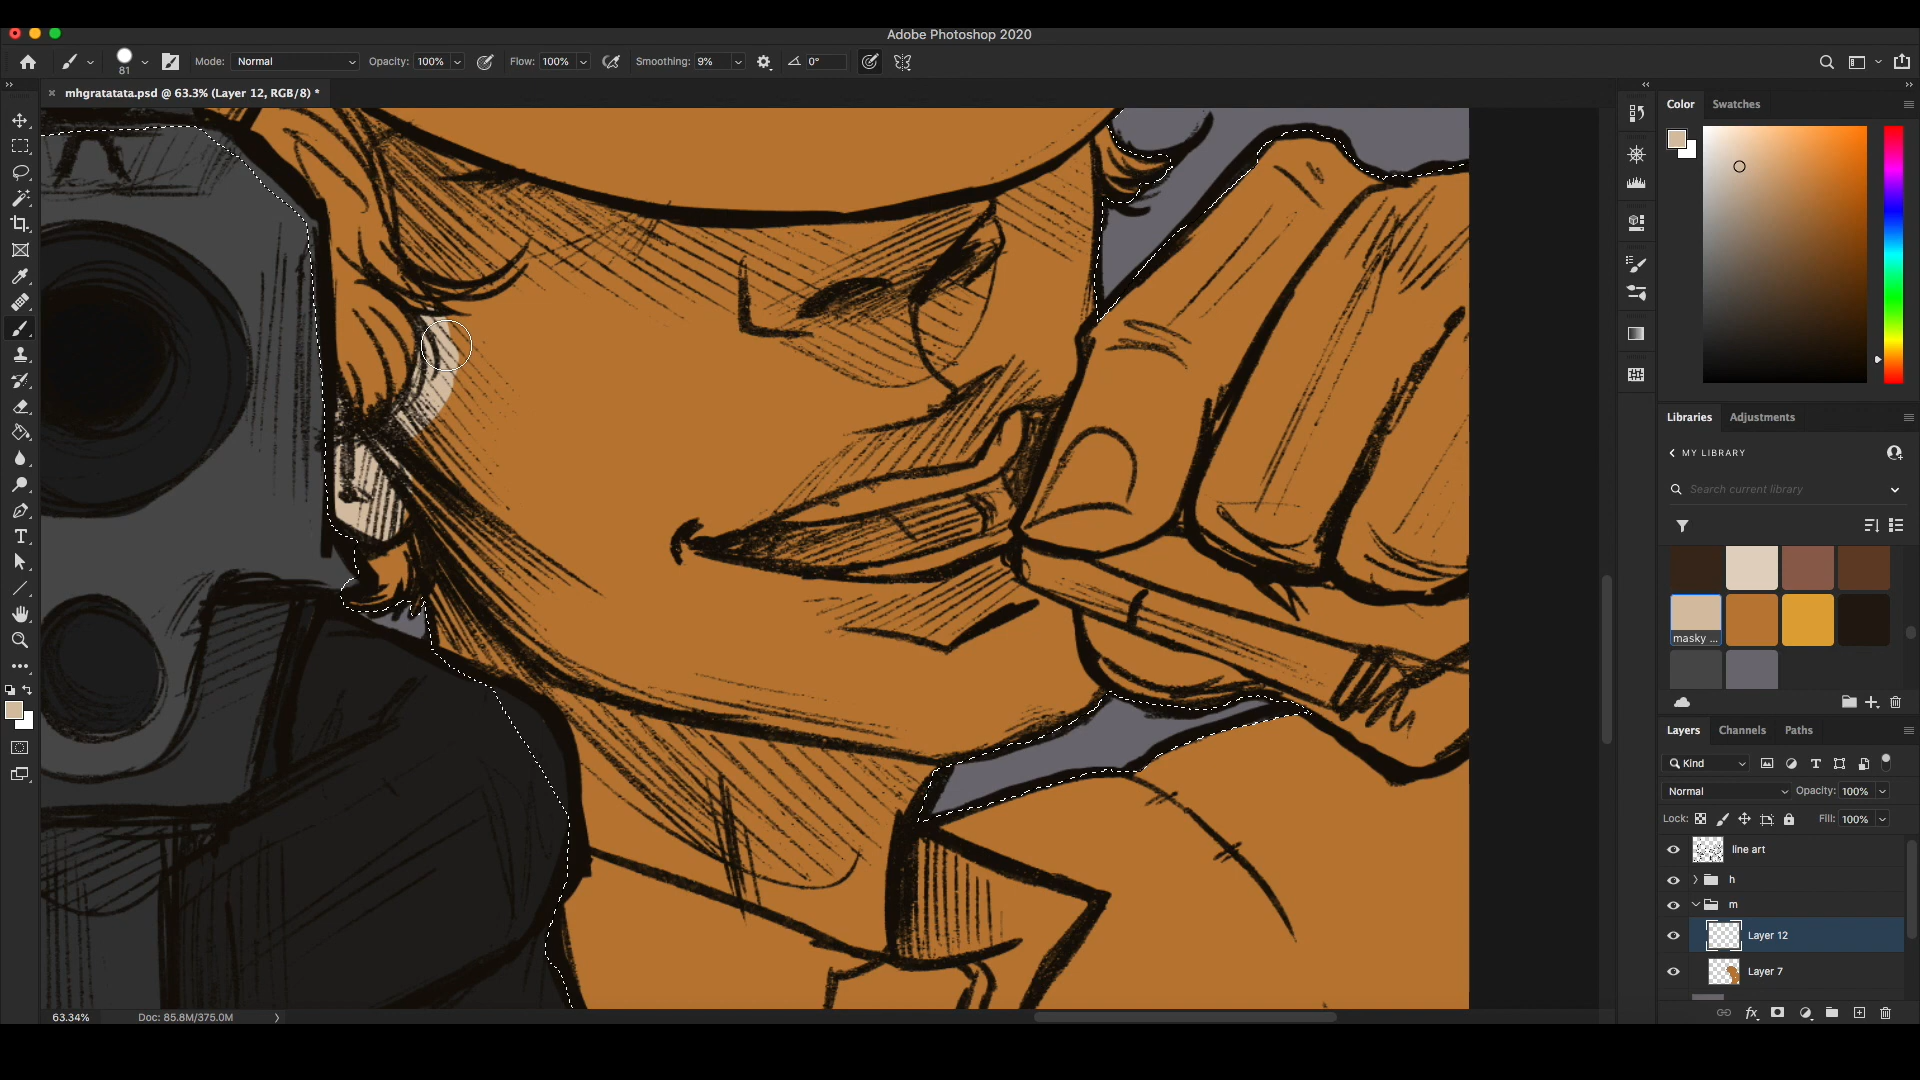 Adobe Photoshop 2020
81
Mode: Normal
Opacity: 100%
Flow: 100%
Smoothing: 9%
0°
mhgratatata.psd @ 63.3% (Layer 12, RGB/8) *
Color
Swatches
Libraries
Adjustments
MY LIBRARY
Search current library
masky ...
Layers
Channels
Paths
Kind
Normal
Opacity: 100%
Lock:
Fill: 100%
line art
h
m
Layer 12
Layer 7
63.34%
Doc: 85.8M/375.0M